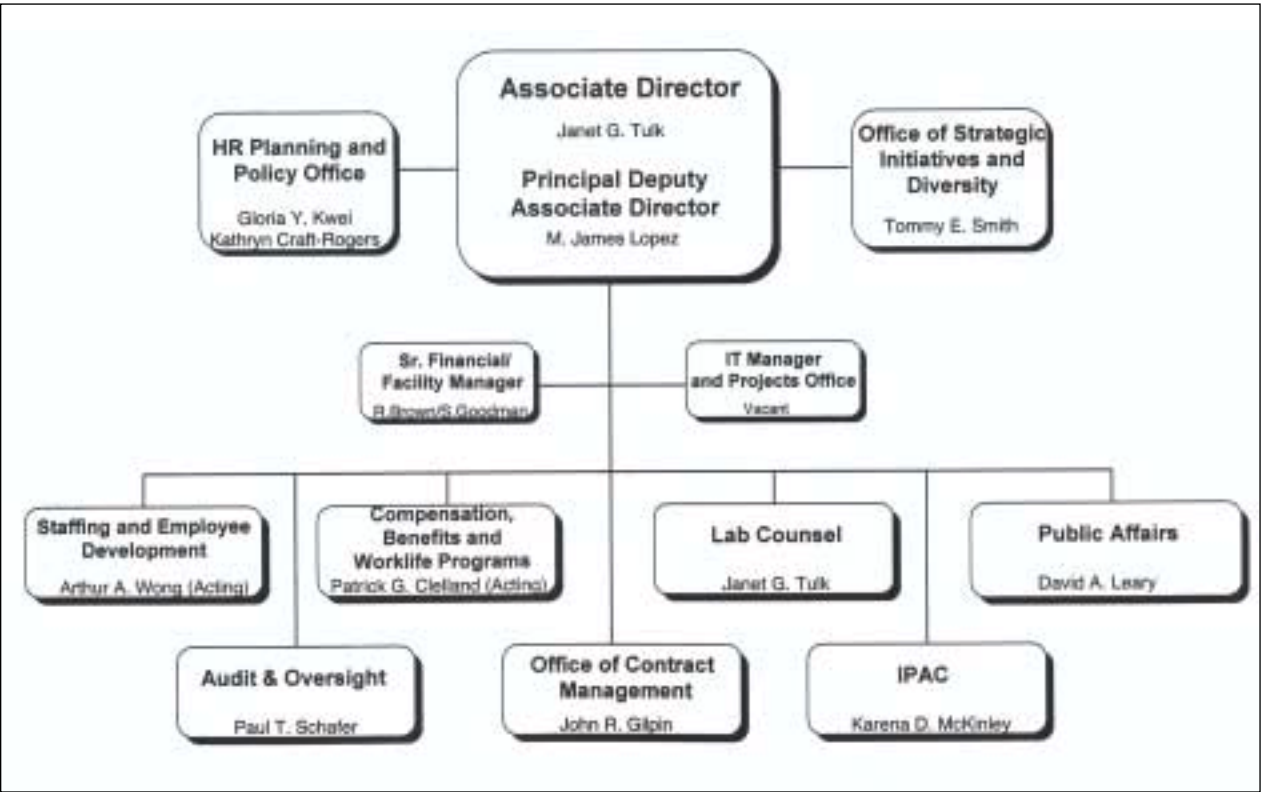 Associate Director
Janet G. Tulk
Principal Deputy
Associate Director
M. James Lopez
HR Planning and
Policy Office
Gloria Y. Kwei
Kathryn Craft-Rogers
Office of Strategic
Initiatives and
Diversity
Tommy E. Smith
Sr. Financial/
Facility Manager
R.Brown/S.Goodman
IT Manager
and Projects Office
Vacant
Staffing and Employee
Development
Arthur A. Wong (Acting)
Compensation,
Benefits and
Worklife Programs
Patrick G. Clelland (Acting)
Lab Counsel
Janet G. Tulk
Public Affairs
David A. Leary
Audit & Oversight
Paul T. Schafer
Office of Contract
Management
John R. Gilpin
IPAC
Karena D. McKinley